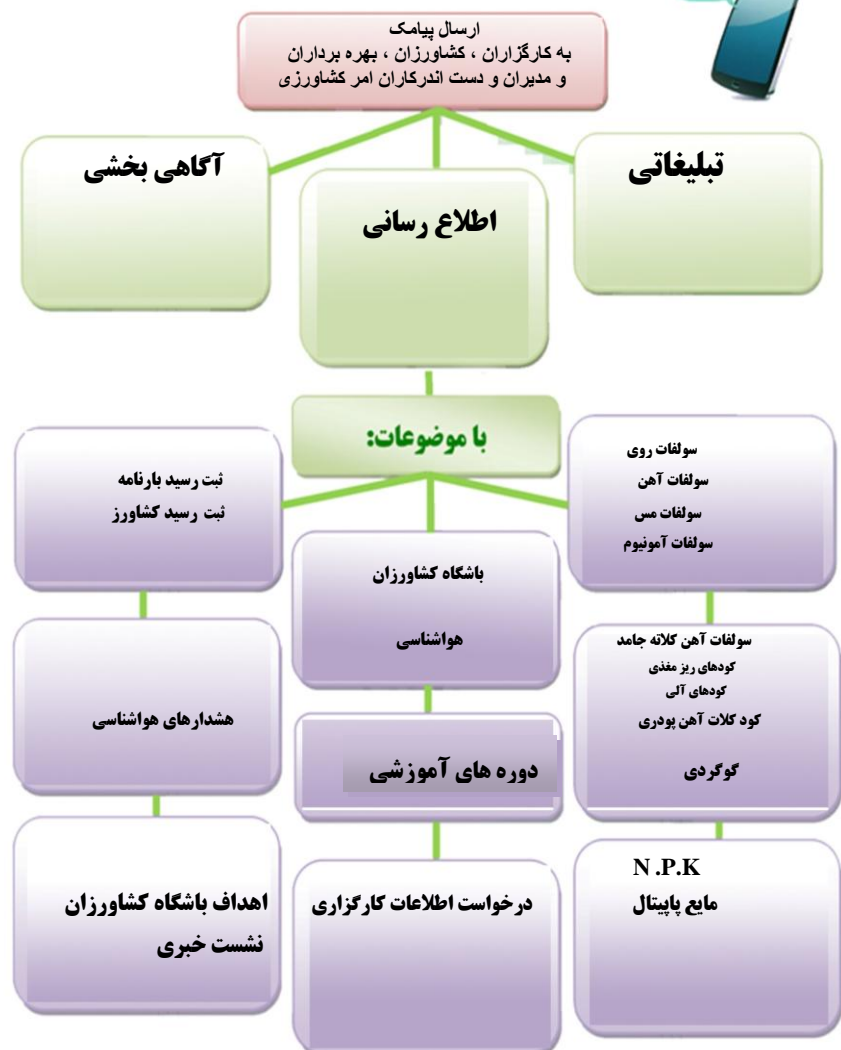 ارسال پیامک
به کارگزاران ، کشاورزان ، بهره برداران
و مدیران و دست اندرکاران امر کشاورزی
تبلیغاتی
اطلاع رسانی
آگاهی بخشی
با موضوعات:
سولفات روی
سولفات آهن
سولفات مس
سولفات آمونیوم
باشگاه کشاورزان
هواشناسی
ثبت رسید بارنامه
ثبت رسید کشاورز
سولفات آهن کلاته جامد
کودهای ریز مغذی
کودهای آلی
کود کلات آهن پودری
گوگردی
دوره های آموزشی
هشدارهای هواشناسی
N .P.K
مایع پاپیتال
درخواست اطلاعات کارگزاری
اهداف باشگاه کشاورزان
نشست خبری